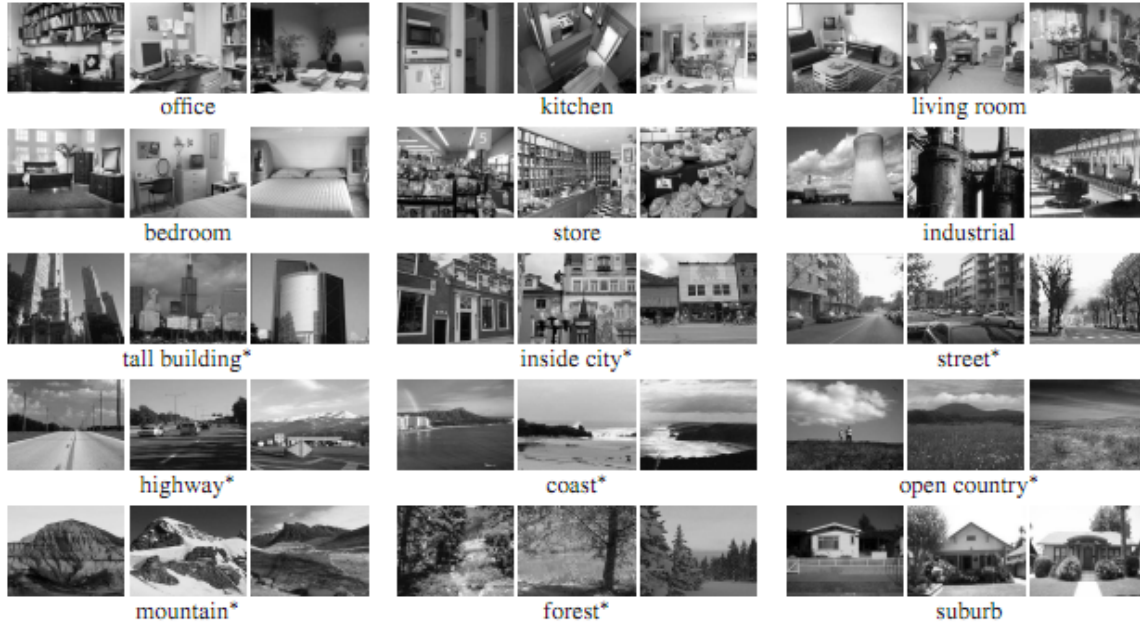 office
kitchen
living room
bedroom
store
industrial
tall building*
inside city*
street*
highway*
coast*
open country*
mountain*
forest*
suburb
5